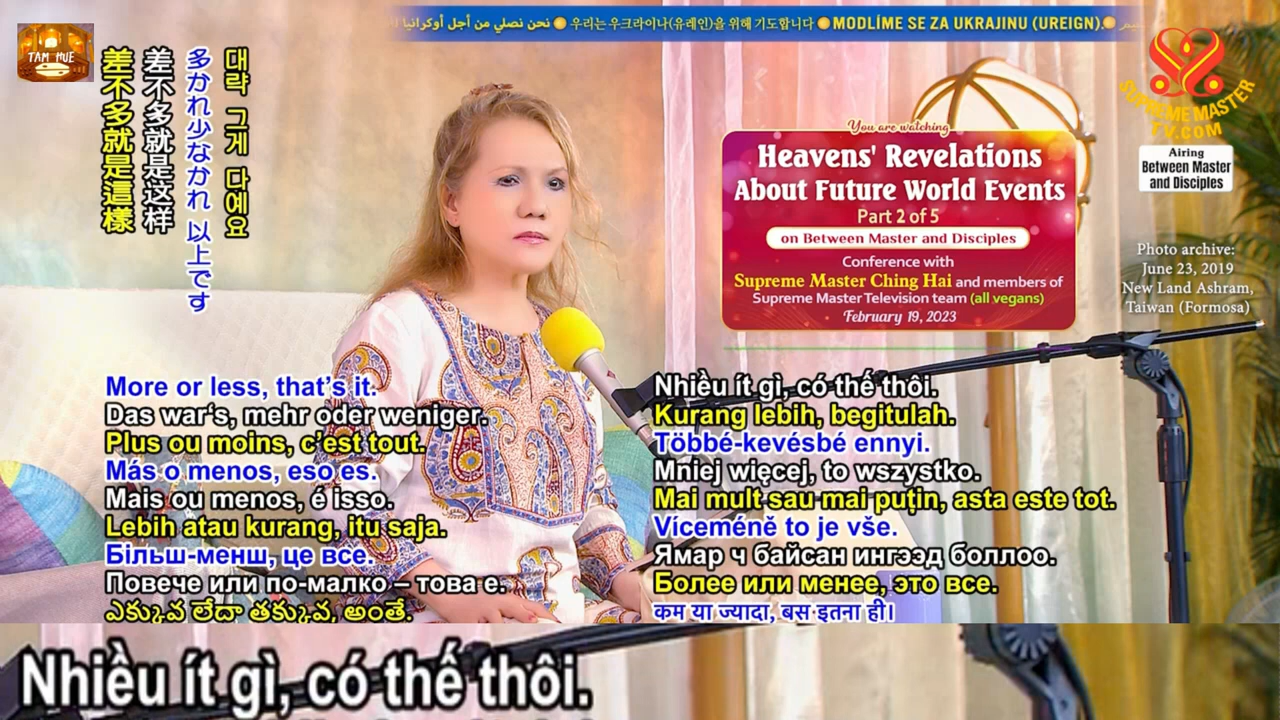 نحن نصلي من أجل أوكرانيا ● 우리는 우크라이나(유레인)을 위해 기도합니다 ● MODLÍME SE ZA UKRAJINU (UREIGN).
TAM HUE
差不多就是這樣
差不多就是这样
多かれ少なかれ 以上です
대략 그게 다예요
SUPREME MASTER
TV.COM
Airing
Between Master
and Disciples
You are watching
Heavens' Revelations
About Future World Events
Part 2 of 5
on Between Master and Disciples
Conference with
Supreme Master Ching Hai and members of
Supreme Master Television team (all vegans)
February 19, 2023
Photo archive:
June 23, 2019
New Land Ashram,
Taiwan (Formosa)
More or less, that's it.
Das war's, mehr oder weniger.
Plus ou moins, c'est tout.
Más o menos, eso es.
Mais ou menos, é isso.
Lebih atau kurang, itu saja.
Більш-менш, це все.
Повече или по-малко – това е.
ఎక్కువ లేదా తక్కువ, అంతే.
Nhiều ít gì, có thế thôi.
Kurang lebih, begitulah.
Többé-kevésbé ennyi.
Mńiej więcej, to wszystko.
Mai mult sau mai puțin, asta este tot.
Víceméně to je vše.
Ямар ч байсан ингээд боллоо.
Более или менее, это все.
कम या ज्यादा, बस इतना ही।
Nhiều ít gì, có thế thôi.